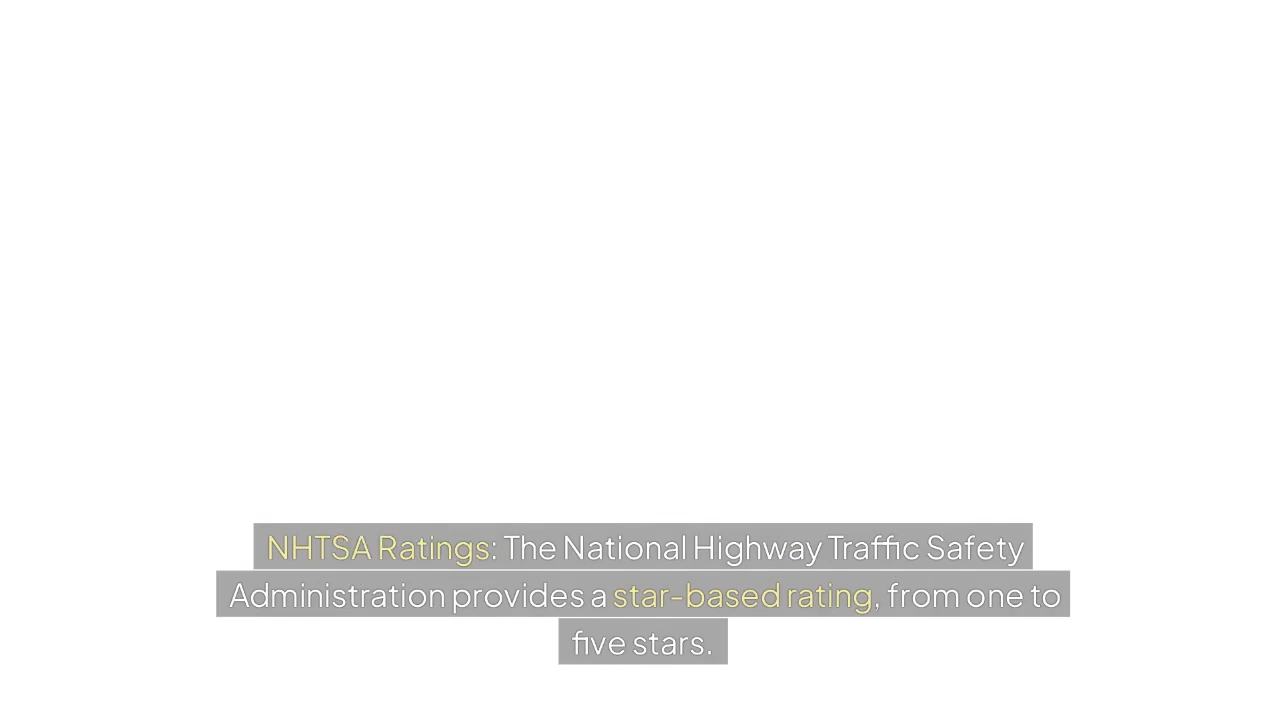 NHTSA Ratings: The National Highway Traffic Safety
Administration provides a star-based rating, from one to
five stars.